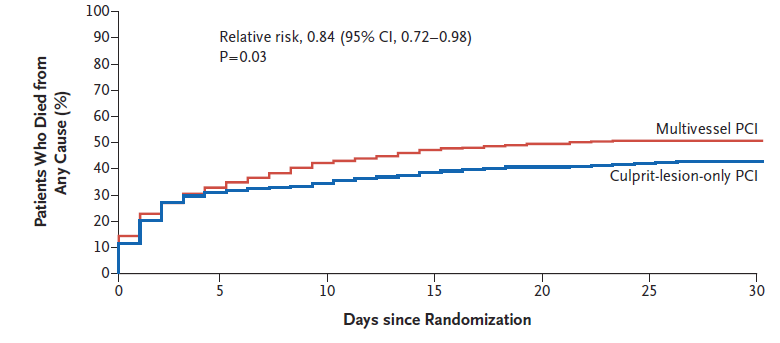 100
90
80
70
60
50
40
30
20
10
0
Patients Who Died from
Any Cause (%)
Relative risk, 0.84 (95% CI, 0.72–0.98)
P=0.03
Multivessel PCI
Culprit-lesion-only PCI
0 5 10 15 20 25 30
Days since Randomization